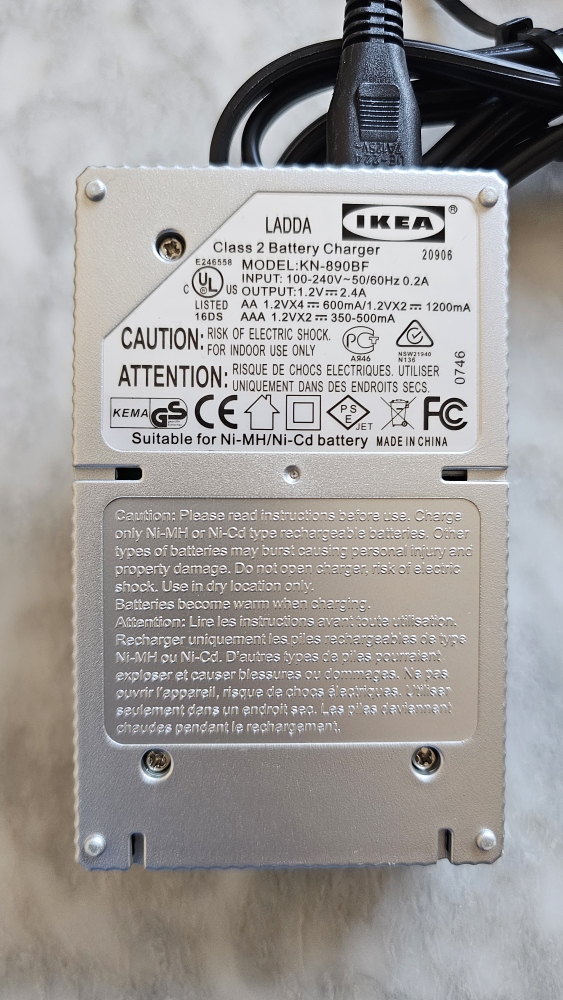 LADDA
IKEA®
Class 2 Battery Charger
20906
E246558
C UL US
LISTED
16DS
MODEL:KN-890BF
INPUT: 100-240V~50/60Hz 0.2A
OUTPUT:1.2V⎓2.4A
AA 1.2VX4⎓600mA/1.2VX2⎓1200mA
AAA 1.2VX2⎓350-500mA
CAUTION: RISK OF ELECTRIC SHOCK.
FOR INDOOR USE ONLY
PCT
АЯ46
NSW21940
N136
0746
ATTENTION: RISQUE DE CHOCS ELECTRIQUES. UTILISER
UNIQUEMENT DANS DES ENDROITS SECS.
KEMA GS CE PS E JET FC
Suitable for Ni-MH/Ni-Cd battery MADE IN CHINA
Caution: Please read instructions before use. Charge
only Ni-MH or Ni-Cd type rechargeable batteries. Other
types of batteries may burst causing personal injury and
property damage. Do not open charger, risk of electric
shock. Use in dry location only.
Batteries become warm when charging.
Attention: Lire les instructions avant toute utilisation.
Recharger uniquement les piles rechargeables de type
Ni-MH ou Ni-Cd. D'autres types de piles pourraient
exploser et causer blessures ou dommages. Ne pas
ouvrir l'appareil, risque de chocs électriques. Utiliser
seulement dans un endroit sec. Les piles deviennent
chaudes pendant le rechargement.